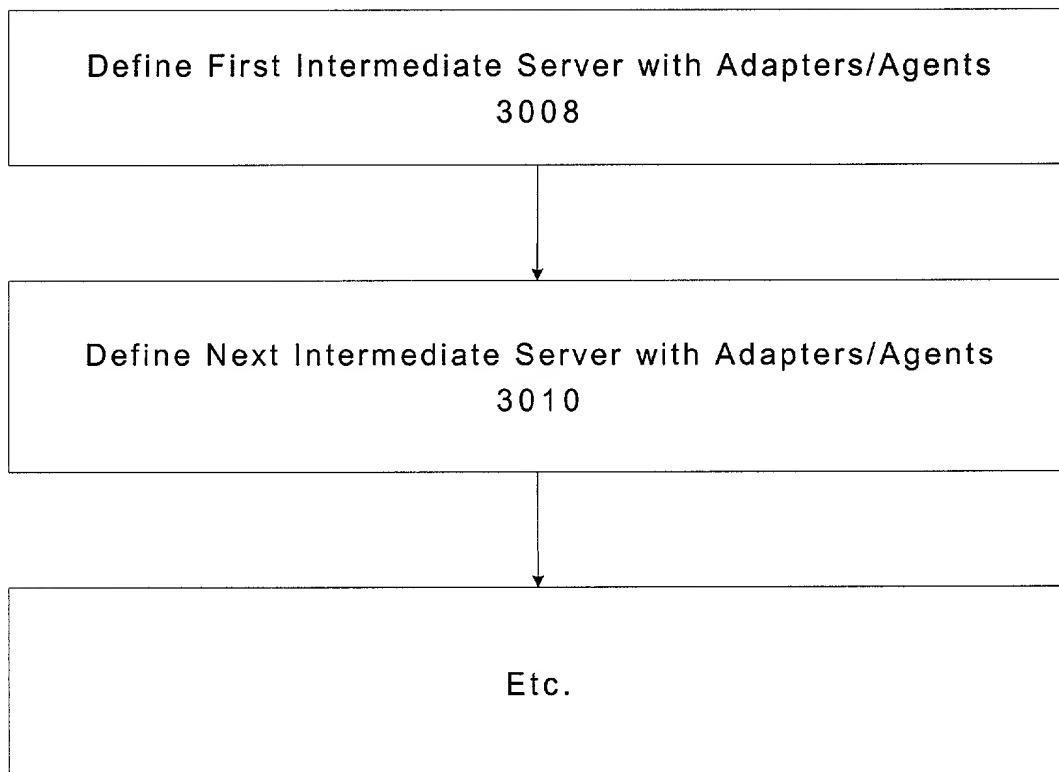 Define First Intermediate Server with Adapters/Agents
3008
Define Next Intermediate Server with Adapters/Agents
3010
Etc.